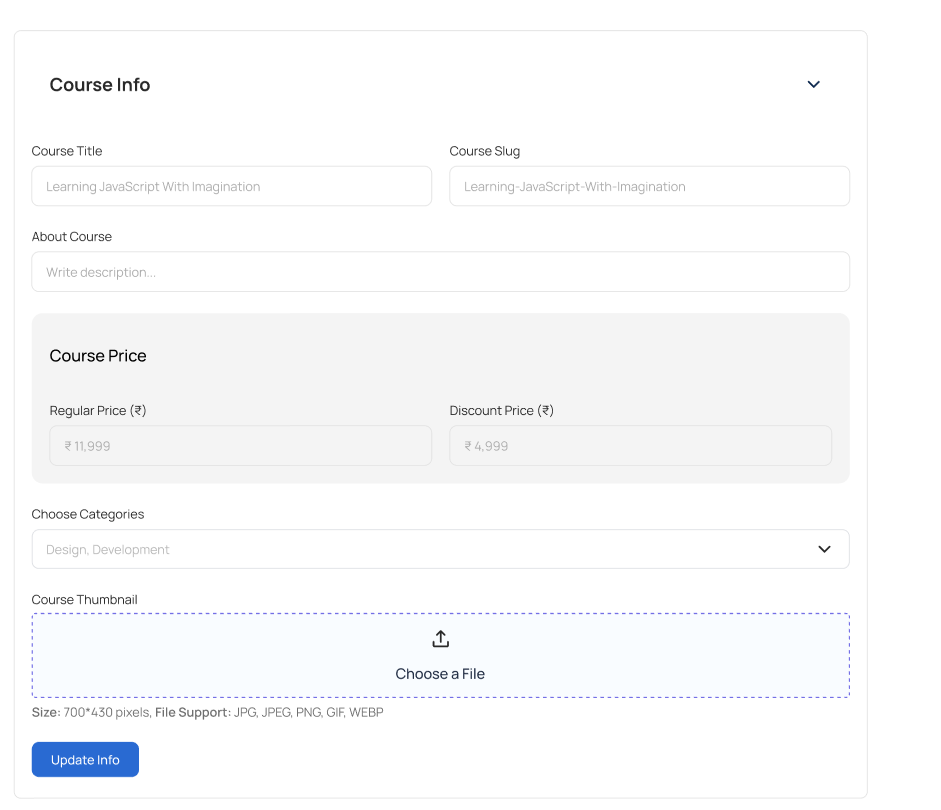 Course Info
Course Title
Course Slug
Learning JavaScript With Imagination
Learning-JavaScript-With-Imagination
About Course
Write description...
Course Price
Regular Price (₹)
Discount Price (₹)
₹ 11,999
₹ 4,999
Choose Categories
Design, Development
Course Thumbnail
Choose a File
Size: 700*430 pixels, File Support: JPG, JPEG, PNG, GIF, WEBP
Update Info